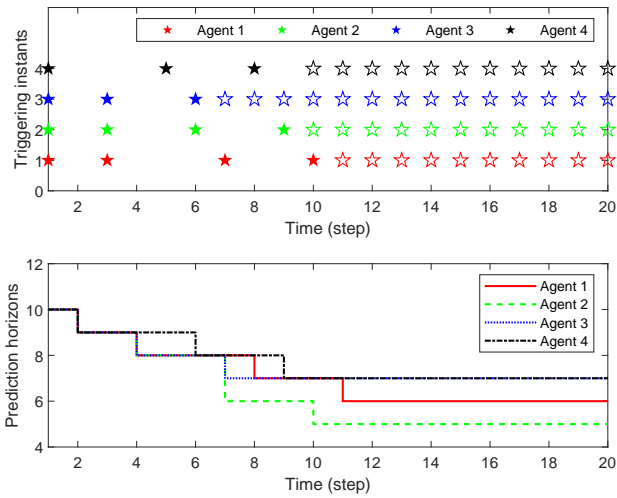 Agent 1 Agent 2 Agent 3 Agent 4
Triggering instants
4
3
2
1
0
2 4 6 8 10 12 14 16 18 20
Time (step)
12
10
8
6
4
Prediction horizons
Agent 1
Agent 2
Agent 3
Agent 4
2 4 6 8 10 12 14 16 18 20
Time (step)